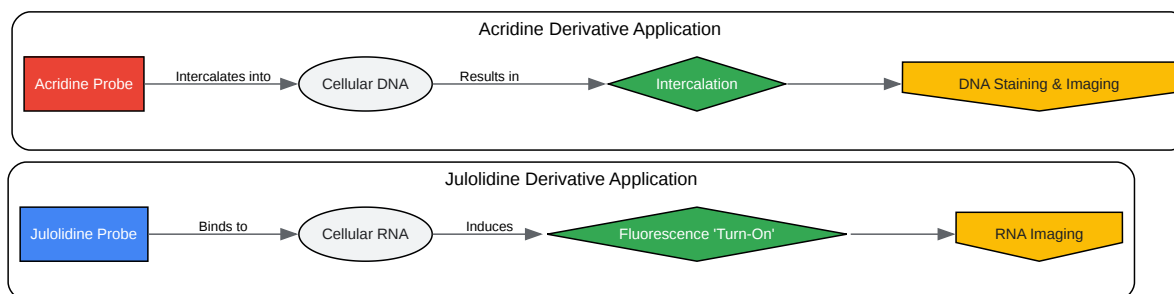 Acridine Derivative Application
Acridine Probe
Intercalates into
Cellular DNA
Results in
Intercalation
DNA Staining & Imaging
Julolidine Derivative Application
Julolidine Probe
Binds to
Cellular RNA
Induces
Fluorescence 'Turn-On'
RNA Imaging